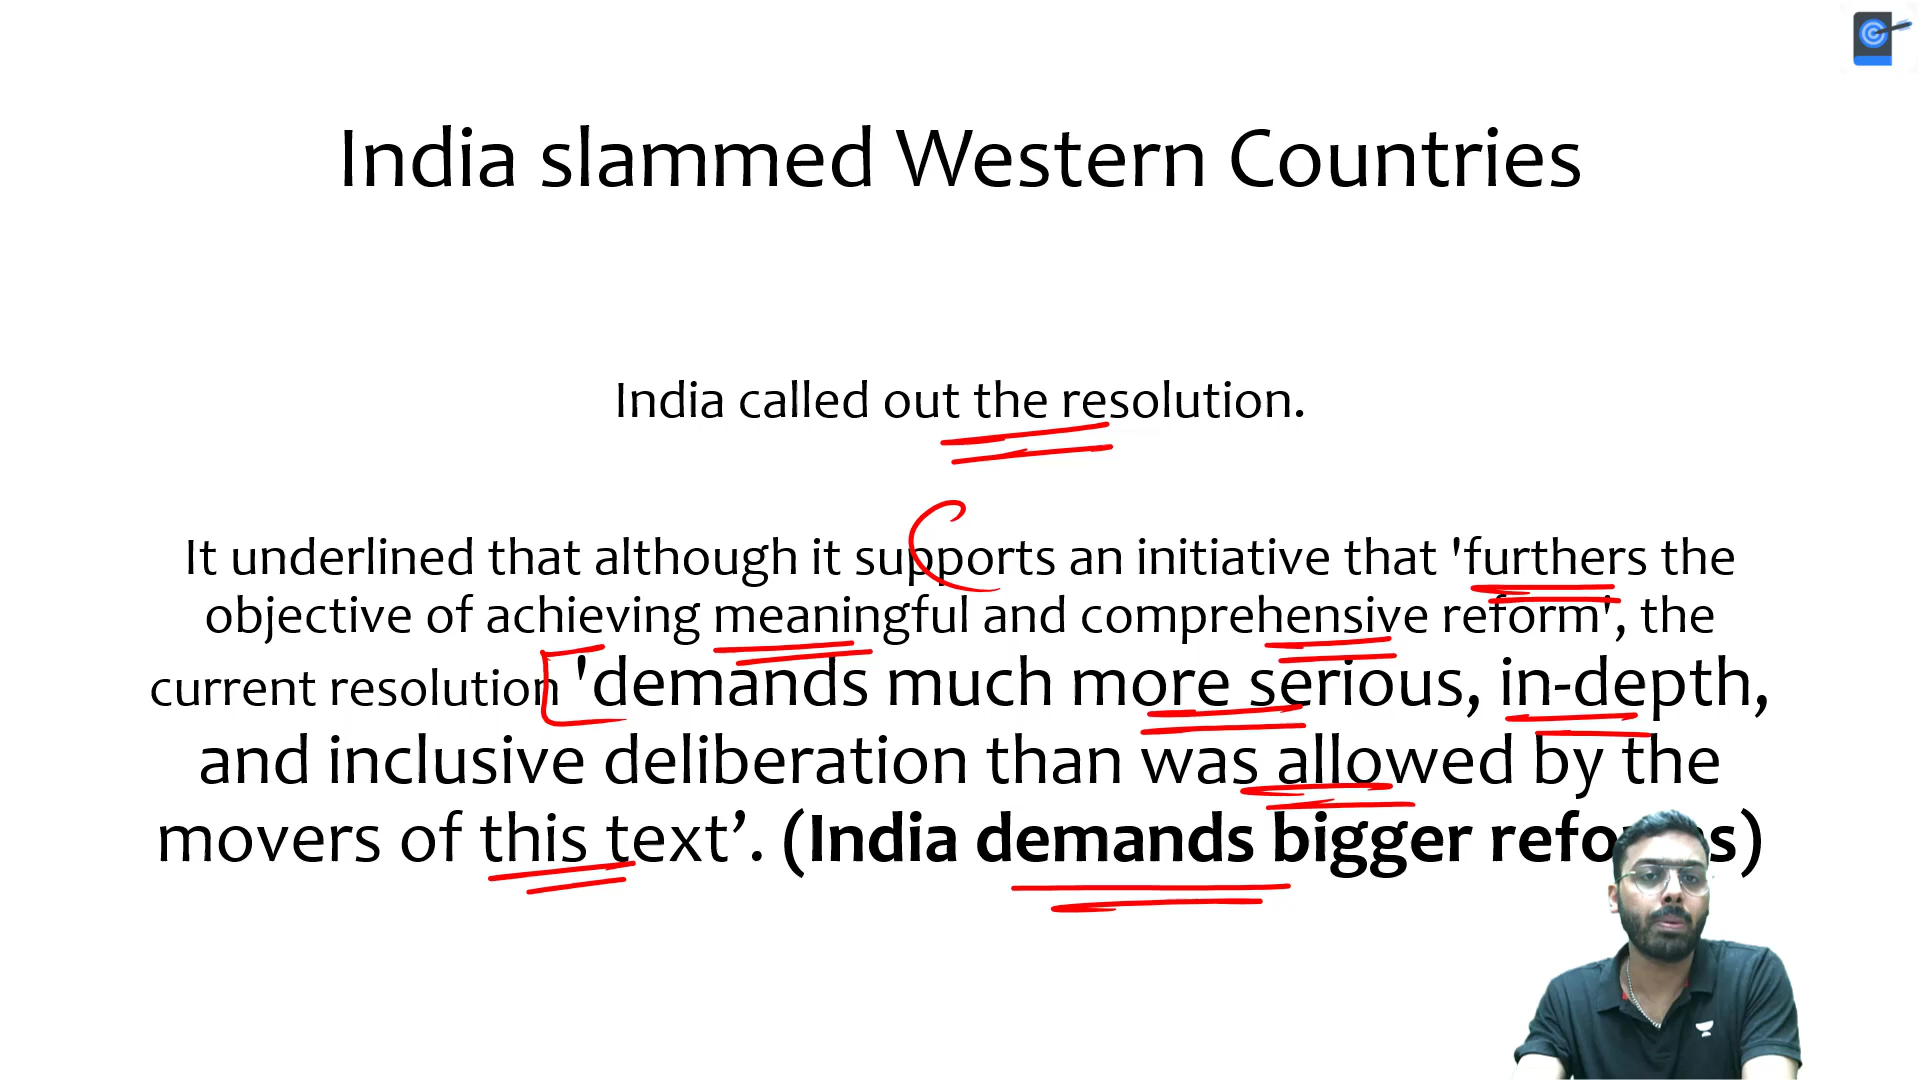 India slammed Western Countries
India called out the resolution.
It underlined that although it supports an initiative that 'furthers the
objective of achieving meaningful and comprehensive reform', the
current resolution 'demands much more serious, in-depth,
and inclusive deliberation than was allowed by the
movers of this text’. (India demands bigger reforms)